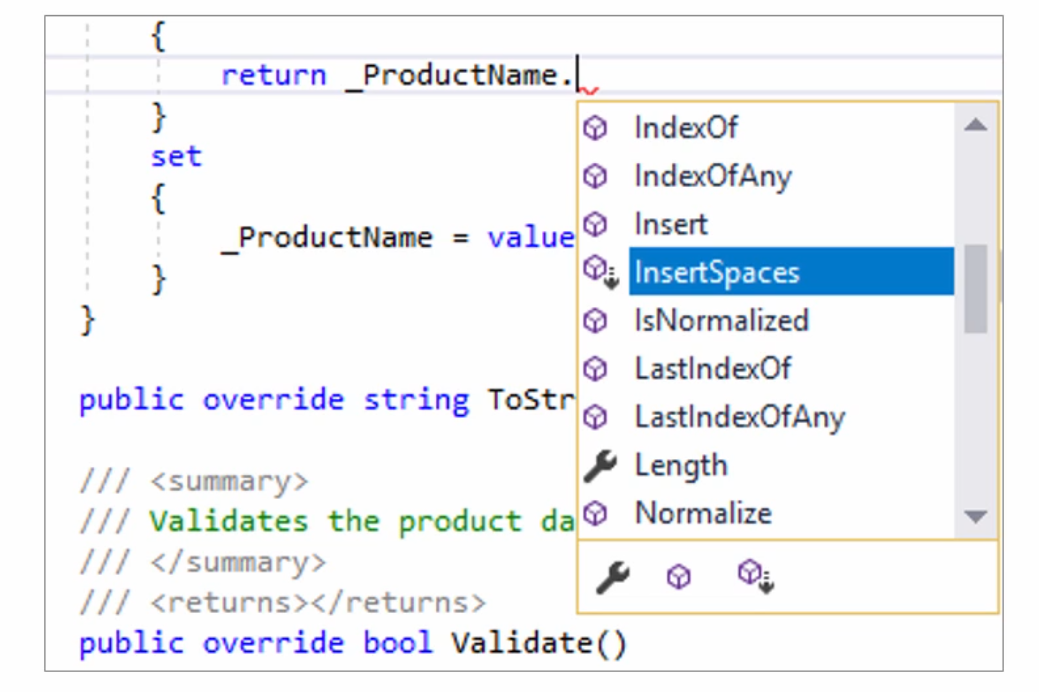 {
return _ProductName.
}
set
{
_ProductName = value
}
}
public override string ToStr
/// <summary>
/// Validates the product da
/// </summary>
/// <returns></returns>
public override bool Validate()
IndexOf
IndexOfAny
Insert
InsertSpaces
IsNormalized
LastIndexOf
LastIndexOfAny
Length
Normalize